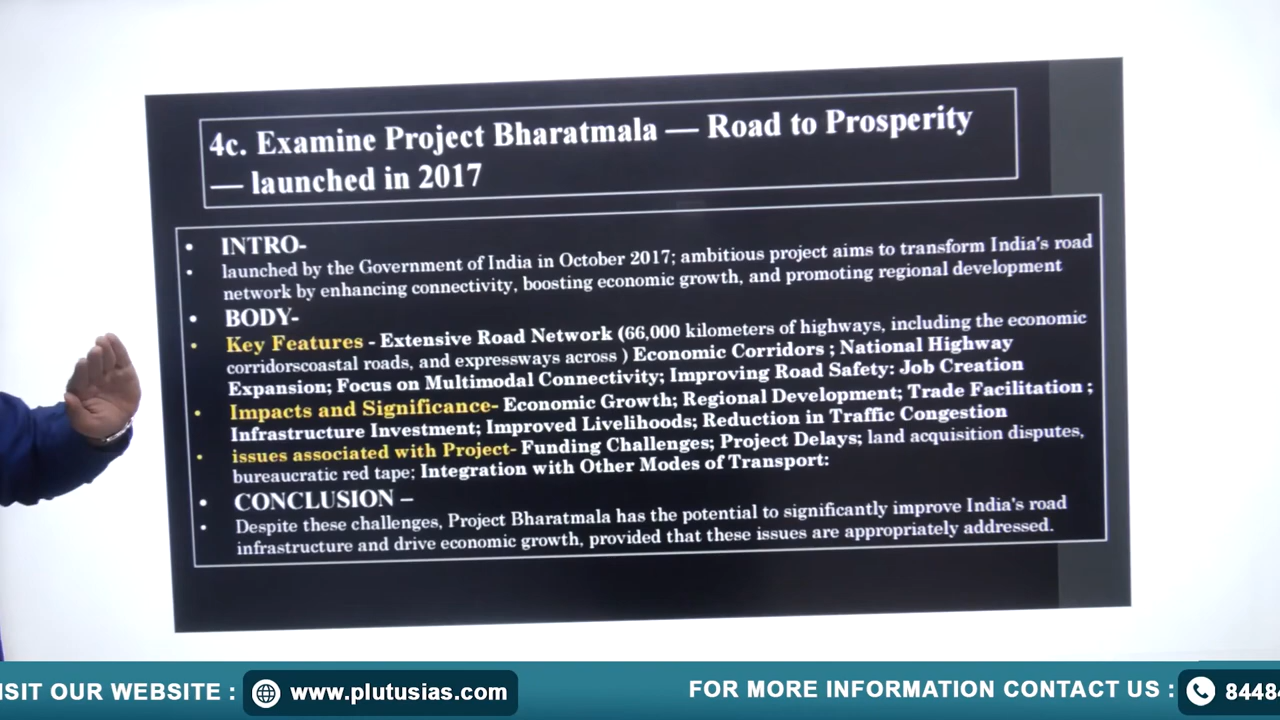 4c. Examine Project Bharatmala — Road to Prosperity
— launched in 2017
• INTRO-
• launched by the Government of India in October 2017; ambitious project aims to transform India's road
network by enhancing connectivity, boosting economic growth, and promoting regional development
• BODY-
• Key Features - Extensive Road Network (66,000 kilometers of highways, including the economic
corridorscoastal roads, and expressways across ) Economic Corridors ; National Highway
Expansion; Focus on Multimodal Connectivity; Improving Road Safety: Job Creation
• Impacts and Significance- Economic Growth; Regional Development; Trade Facilitation ;
Infrastructure Investment; Improved Livelihoods; Reduction in Traffic Congestion
• issues associated with Project- Funding Challenges; Project Delays; land acquisition disputes,
bureaucratic red tape; Integration with Other Modes of Transport:
• CONCLUSION –
• Despite these challenges, Project Bharatmala has the potential to significantly improve India's road
infrastructure and drive economic growth, provided that these issues are appropriately addressed.
ISIT OUR WEBSITE : www.plutusias.com FOR MORE INFORMATION CONTACT US : 8448